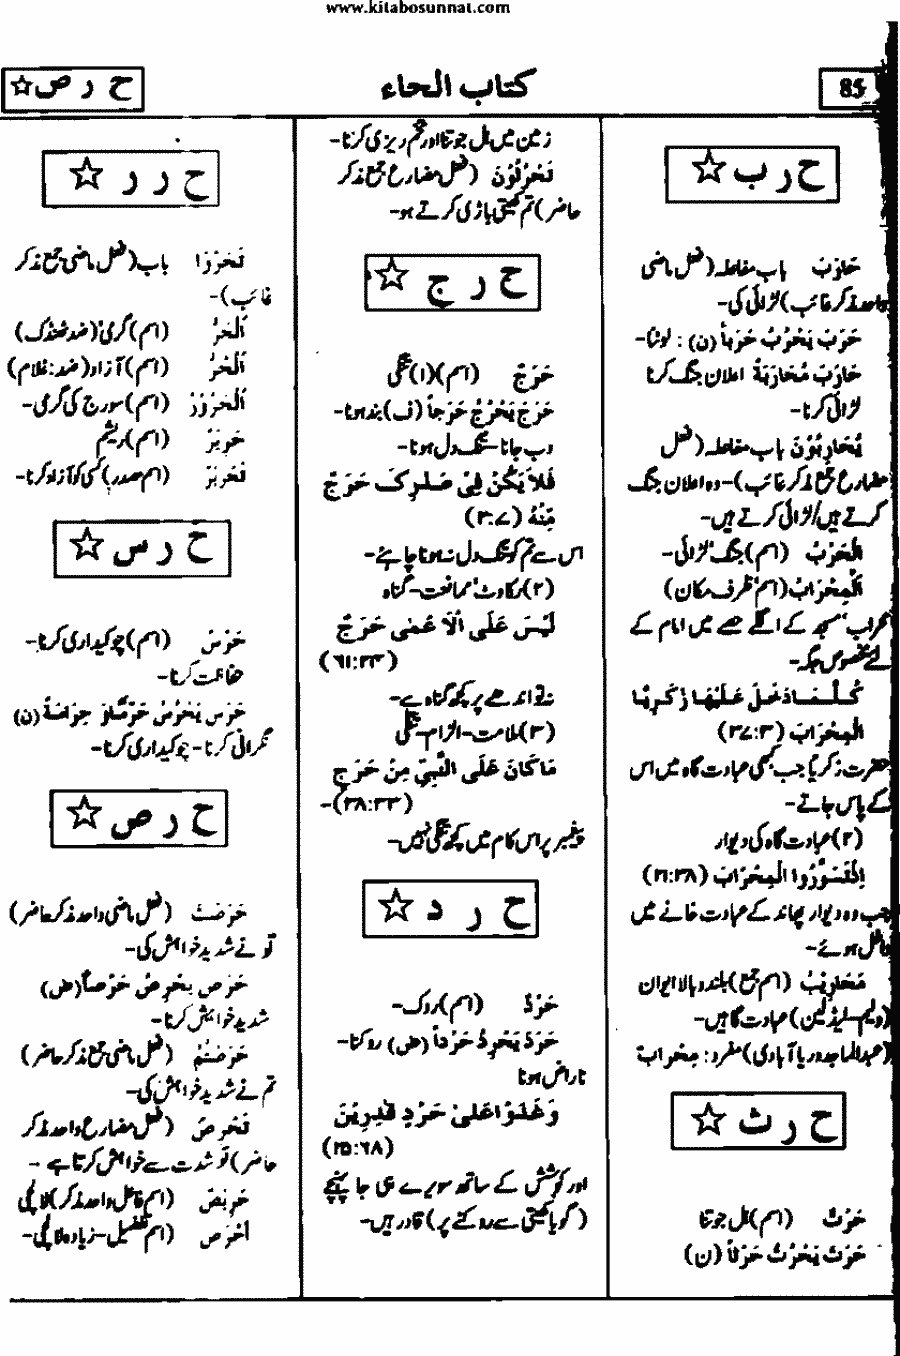 www.kitabosunnat.com
85
کتاب الحاء
ح ر ص ☆
ح ر ب ☆
حَارَبَ باب مفاعلہ (فعل ماضی
واحد مذکر غائب) لڑائی کی-
حَرَبَ يَحْرُبُ حَرَباً (ن) : لوٹنا-
حَارَبَ مُحَارَبَةً اعلان جنگ کرنا
لڑائی کرنا-
يُحَارِبُوْنَ باب مفاعلہ (فعل
مضارع جمع مذکر غائب)- وہ اعلان جنگ
کرتے ہیں/لڑائی کرتے ہیں-
اَلْحَرْبُ (اسم) جنگ' لڑائی-
اَلْمِحْرَابُ (اسم' ظرف مکان)
محراب' مسجد کے اگلے حصے میں امام کے
لئے مخصوص جگہ-
كُلَّمَا دَخَلَ عَلَيْهَا زَكَرِيَّا
الْمِحْرَابَ (۳۷:۳)
حضرت زکریا جب کبھی عبادت گاہ میں اس
کے پاس جاتے-
(۲) عبادت گاہ کی دیوار
اِذْتَسَوَّرُوا الْمِحْرَابَ (۲۱:۳۸)
جب وہ دیوار پھاند کے عبادت خانے میں
داخل ہوئے-
مَحَارِيْبُ (اسم جمع) بلند و بالا ایوان
(ولیم-لین) عبادت گاہیں-
(عبدالماجد دریا آبادی) مفرد: مِحْرَابٌ
ح ر ث ☆
حَرْثٌ (اسم) ہل جوتنا
حَرَثَ يَحْرُثُ حَرْثاً (ن)
زمین میں ہل جوتنا اور تخم ریزی کرنا-
تَحْرُثُوْنَ (فعل مضارع جمع مذکر
حاضر) تم کھیتی باڑی کرتے ہو-
ح ر ج ☆
حَرَجٌ (اسم) (۱) تنگی
حَرَجَ يَحْرُجُ حَرَجاً (ف) بند ہونا-
دب جانا- تنگ دل ہونا-
فَلاَ يَكُنْ فِىْ صَدْرِكَ حَرَجٌ
مِّنْهُ (۲:۷)
اس سے تم کو تنگ دل نہ ہونا چاہئے-
(۲) رکاوٹ' ممانعت- گناہ
لَيْسَ عَلَى الْاَعْمٰى حَرَجٌ
(۶۱:۲۴)
نہ تو اندھے پر کچھ گناہ ہے-
(۳) ملامت- الزام- تنگی
مَا كَانَ عَلَى النَّبِيِّ مِنْ حَرَجٍ
(۳۸:۳۳)-
پیغمبر پر اس کام میں کچھ تنگی نہیں-
ح ر د ☆
حَرْدٌ (اسم) روک-
حَرَدَ يَحْرِدُ حَرْداً (ض) روکنا-
ناراض ہونا
وَغَدَوْا عَلٰى حَرْدٍ قٰدِرِيْنَ
(۲۵:۶۸)
اور کوشش کے ساتھ سویرے ہی جا پہنچے
(گویا کھیتی سے روکنے پر) قادر ہیں-
ح ر ر ☆
تَحَرَّرَا باب (فعل ماضی جمع مذکر
غائب)-
اَلْحَرُّ (اسم) گرمی' (ضد ٹھنڈک)
اَلْحُرُّ (اسم) آزاد (ضد: غلام)
اَلْحَرُوْرُ (اسم) سورج کی گرمی-
حَرِيْرٌ (اسم) ریشم
تَحْرِيْرُ (اسم مصدر) کسی کو آزاد کرنا-
ح ر س ☆
حَرَسٌ (اسم) چوکیداری کرنا-
حفاظت کرنا-
حَرَسَ يَحْرُسُ حَرْسًا وَ حِرَاسَةً (ن)
نگرانی کرنا- چوکیداری کرنا-
ح ر ص ☆
حَرَصْتَ (فعل ماضی واحد مذکر حاضر)
تو نے شدید خواہش کی-
حَرَصَ يَحْرِصُ حَرْصاً (ض)
شدید خواہش کرنا-
حَرَصْتُمْ (فعل ماضی جمع مذکر حاضر)
تم نے شدید خواہش کی-
تَحْرِصْ (فعل مضارع واحد مذکر
حاضر) تو شدت سے خواہش کرتا ہے-
حَرِيْصٌ (اسم فاعل واحد مذکر) لالچی
اَحْرَصَ (اسم تفضیل- زیادہ لالچی-